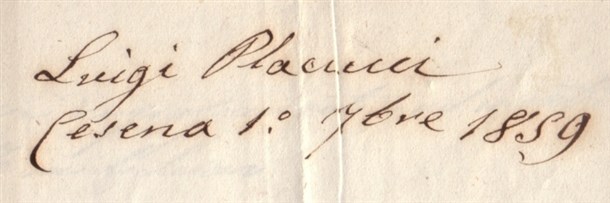 Luigi Placucci
Cesena 1.º 7bre 1859